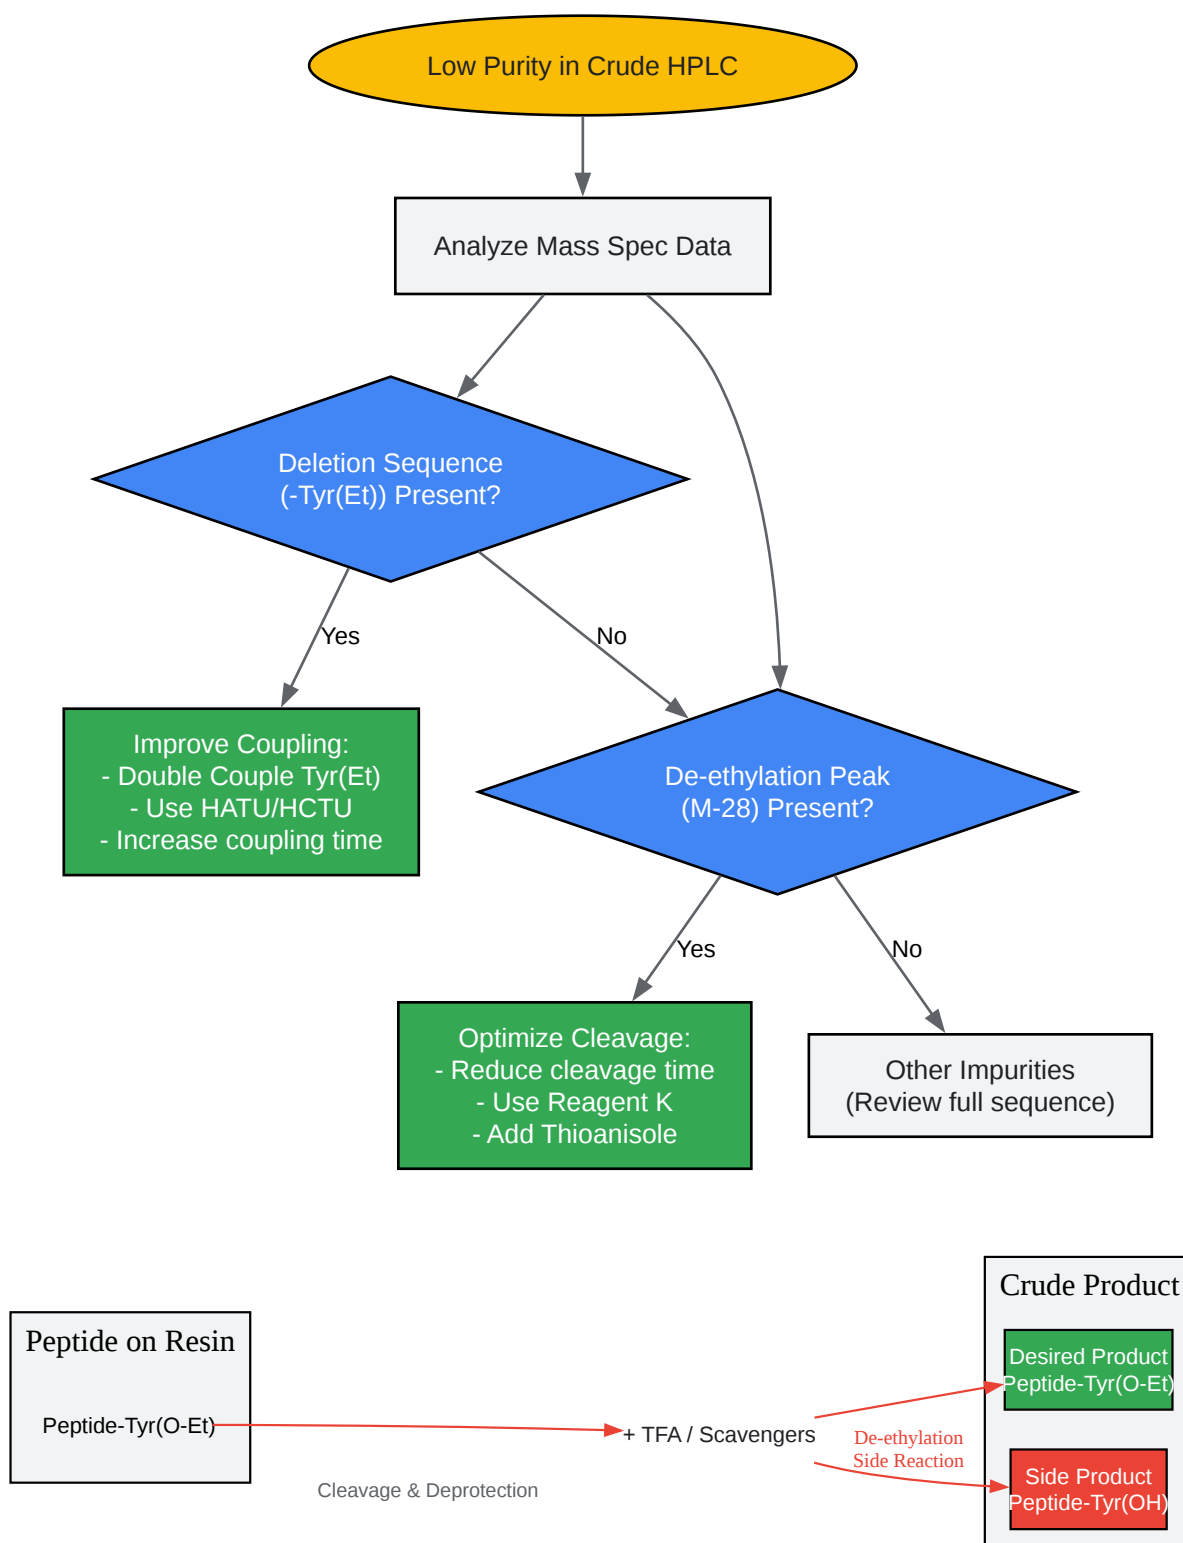 Low Purity in Crude HPLC
Analyze Mass Spec Data
Deletion Sequence
(-Tyr(Et)) Present?
Yes
No
Improve Coupling:
- Double Couple Tyr(Et)
- Use HATU/HCTU
- Increase coupling time
De-ethylation Peak
(M-28) Present?
Yes
No
Optimize Cleavage:
- Reduce cleavage time
- Use Reagent K
- Add Thioanisole
Other Impurities
(Review full sequence)
Peptide on Resin
Peptide-Tyr(O-Et)
Cleavage & Deprotection
+ TFA / Scavengers
De-ethylation
Side Reaction
Crude Product
Desired Product
Peptide-Tyr(O-Et)
Side Product
Peptide-Tyr(OH)